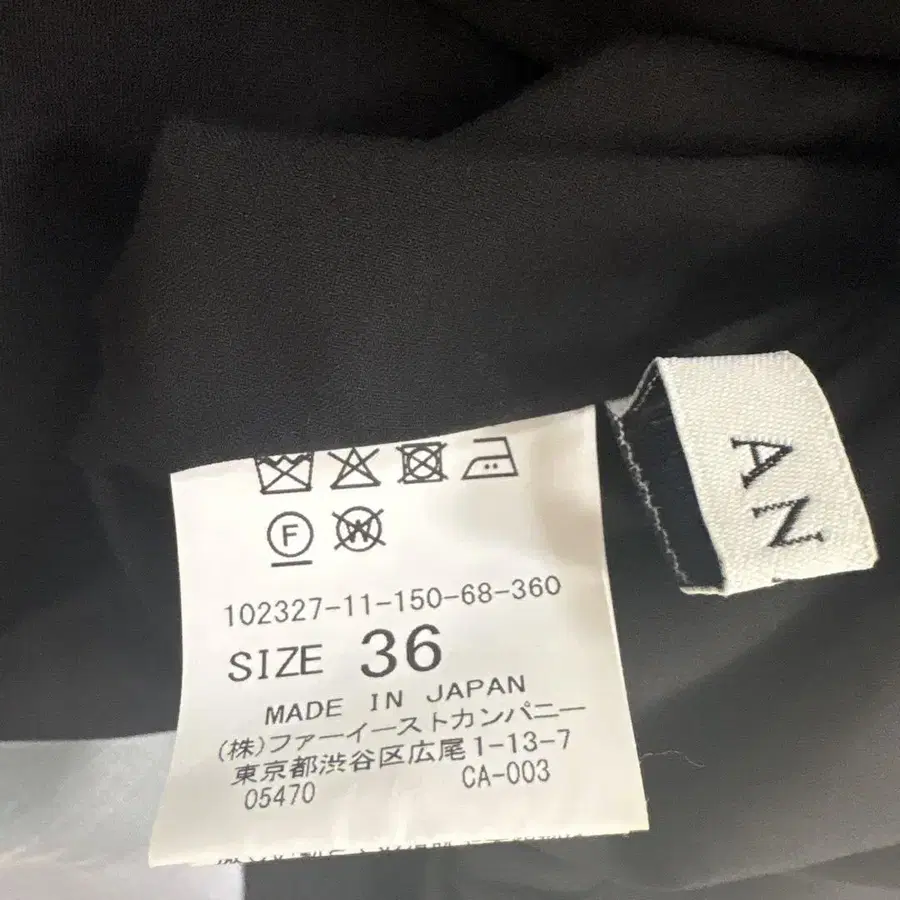 F
W
102327-11-150-68-360
SIZE 36
MADE IN JAPAN
(株)ファーイーストカンパニー
東京都渋谷区広尾1-13-7
05470 CA-003
AN